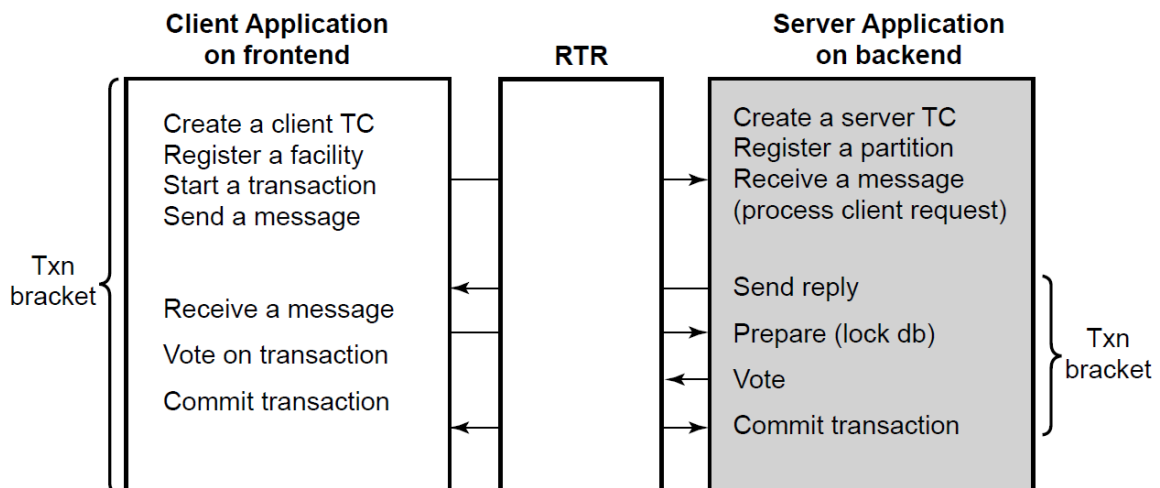 Client Application
on frontend
RTR
Server Application
on backend
Txn
bracket
Create a client TC
Register a facility
Start a transaction
Send a message
Receive a message
Vote on transaction
Commit transaction
Create a server TC
Register a partition
Receive a message
(process client request)
Send reply
Prepare (lock db)
Vote
Commit transaction
Txn
bracket